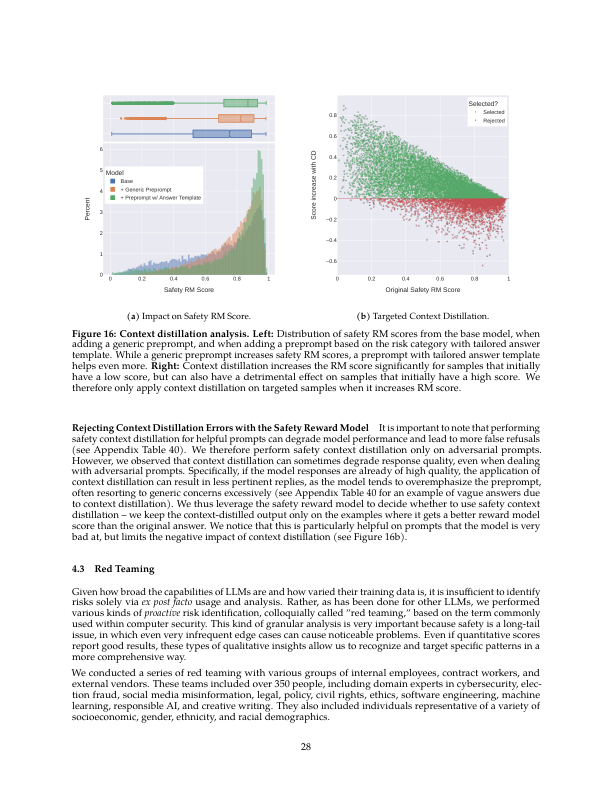 6
5
4
3
2
1
0
Percent
Model
Base
+ Generic Preprompt
+ Preprompt w/ Answer Template
0
0.2
0.4
0.6
0.8
1
Safety RM Score
Selected?
Selected
Rejected
0.8
0.6
0.4
0.2
0
−0.2
−0.4
−0.6
Score increase with CD
0
0.2
0.4
0.6
0.8
1
Original Safety RM Score
(a) Impact on Safety RM Score.
(b) Targeted Context Distillation.
Figure 16: Context distillation analysis. Left: Distribution of safety RM scores from the base model, when
adding a generic preprompt, and when adding a preprompt based on the risk category with tailored answer
template. While a generic preprompt increases safety RM scores, a preprompt with tailored answer template
helps even more. Right: Context distillation increases the RM score significantly for samples that initially
have a low score, but can also have a detrimental effect on samples that initially have a high score. We
therefore only apply context distillation on targeted samples when it increases RM score.
Rejecting Context Distillation Errors with the Safety Reward Model It is important to note that performing
safety context distillation for helpful prompts can degrade model performance and lead to more false refusals
(see Appendix Table 40). We therefore perform safety context distillation only on adversarial prompts.
However, we observed that context distillation can sometimes degrade response quality, even when dealing
with adversarial prompts. Specifically, if the model responses are already of high quality, the application of
context distillation can result in less pertinent replies, as the model tends to overemphasize the preprompt,
often resorting to generic concerns excessively (see Appendix Table 40 for an example of vague answers due
to context distillation). We thus leverage the safety reward model to decide whether to use safety context
distillation – we keep the context-distilled output only on the examples where it gets a better reward model
score than the original answer. We notice that this is particularly helpful on prompts that the model is very
bad at, but limits the negative impact of context distillation (see Figure 16b).
4.3 Red Teaming
Given how broad the capabilities of LLMs are and how varied their training data is, it is insufficient to identify
risks solely via ex post facto usage and analysis. Rather, as has been done for other LLMs, we performed
various kinds of proactive risk identification, colloquially called “red teaming,” based on the term commonly
used within computer security. This kind of granular analysis is very important because safety is a long-tail
issue, in which even very infrequent edge cases can cause noticeable problems. Even if quantitative scores
report good results, these types of qualitative insights allow us to recognize and target specific patterns in a
more comprehensive way.
We conducted a series of red teaming with various groups of internal employees, contract workers, and
external vendors. These teams included over 350 people, including domain experts in cybersecurity, elec-
tion fraud, social media misinformation, legal, policy, civil rights, ethics, software engineering, machine
learning, responsible AI, and creative writing. They also included individuals representative of a variety of
socioeconomic, gender, ethnicity, and racial demographics.
28